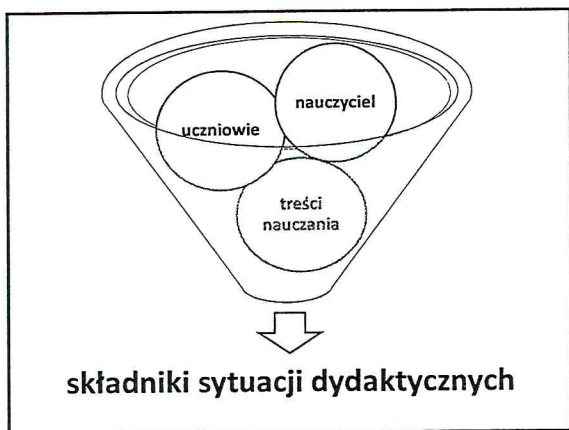 nauczyciel
uczniowie
treści
nauczania
składniki sytuacji dydaktycznych